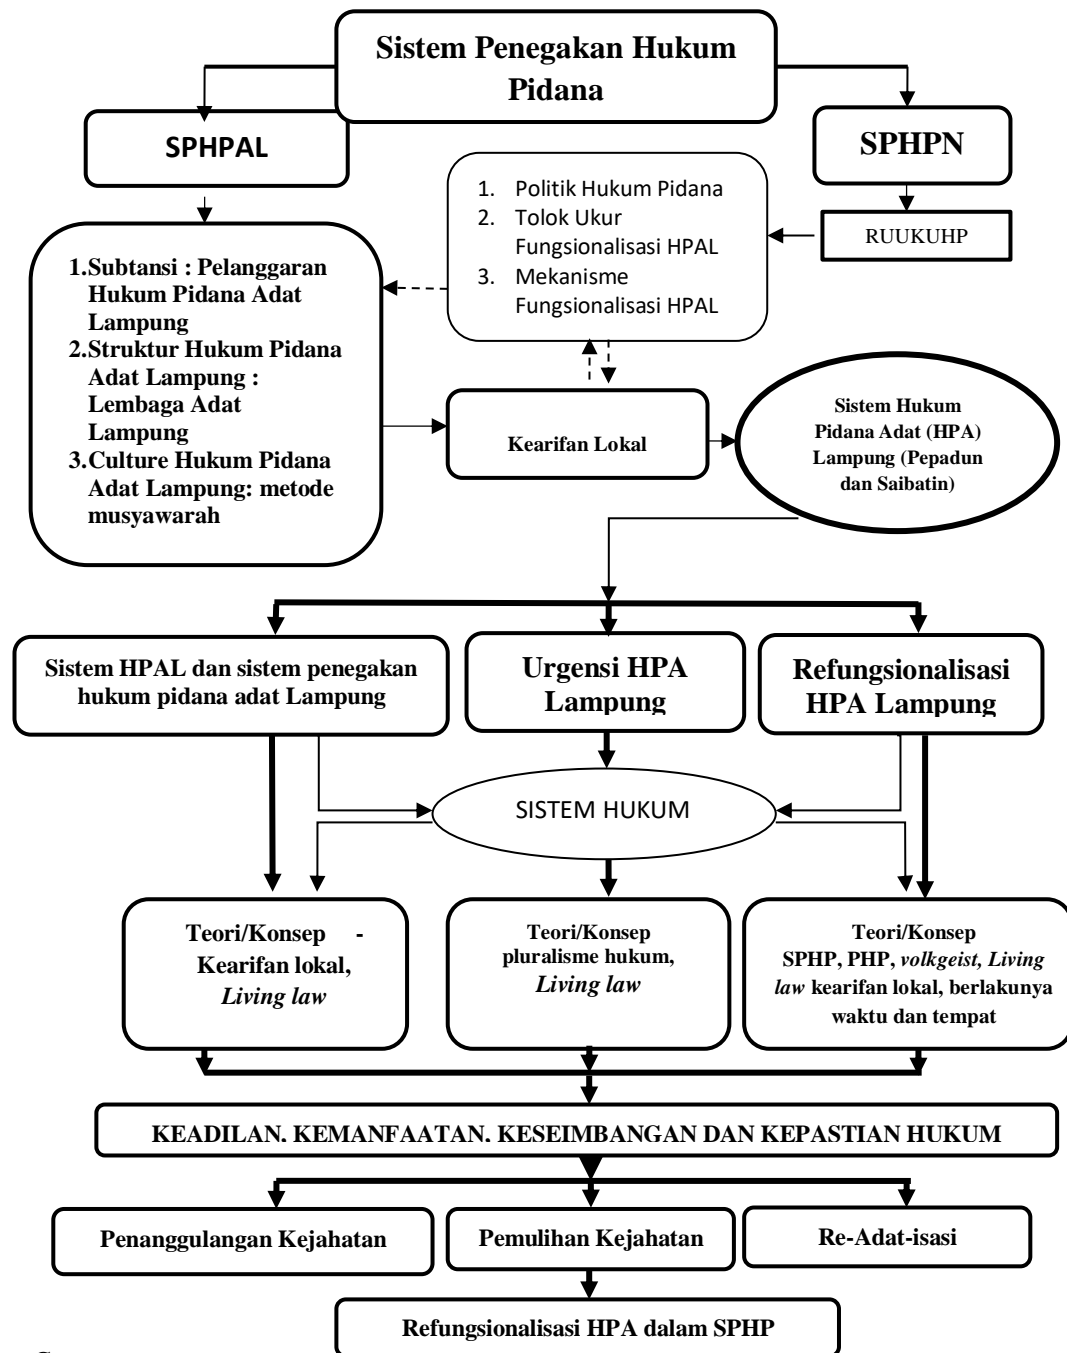 Sistem Penegakan Hukum
Pidana
SPHPAL
SPHPN
1. Politik Hukum Pidana
2. Tolok Ukur
Fungsionalisasi HPAL
3. Mekanisme
Fungsionalisasi HPAL
RUUKUHP
1.Subtansi : Pelanggaran
Hukum Pidana Adat
Lampung
2.Struktur Hukum Pidana
Adat Lampung :
Lembaga Adat
Lampung
3.Culture Hukum Pidana
Adat Lampung: metode
musyawarah
Kearifan Lokal
Sistem Hukum
Pidana Adat (HPA)
Lampung (Pepadun
dan Saibatin)
Sistem HPAL dan sistem penegakan
hukum pidana adat Lampung
Urgensi HPA
Lampung
Refungsionalisasi
HPA Lampung
SISTEM HUKUM
Teori/Konsep -
Kearifan lokal,
Living law
Teori/Konsep
pluralisme hukum,
Living law
Teori/Konsep
SPHP, PHP, volkgeist, Living
law kearifan lokal, berlakunya
waktu dan tempat
KEADILAN, KEMANFAATAN, KESEIMBANGAN DAN KEPASTIAN HUKUM
Penanggulangan Kejahatan
Pemulihan Kejahatan
Re-Adat-isasi
Refungsionalisasi HPA dalam SPHP